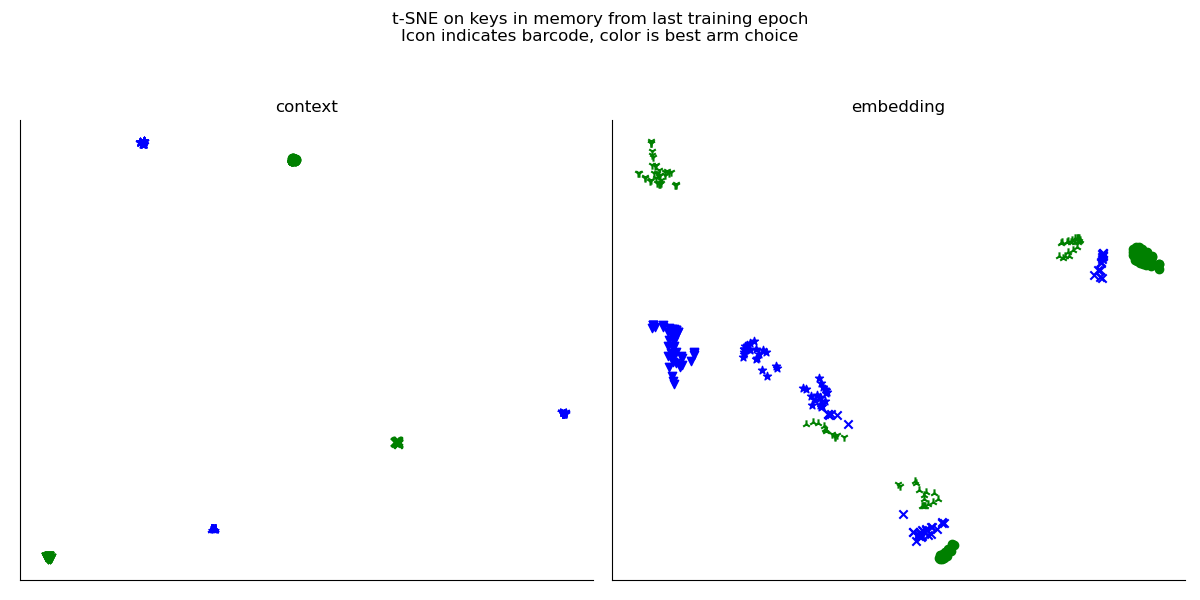 t-SNE on keys in memory from last training epoch
Icon indicates barcode, color is best arm choice
context
embedding